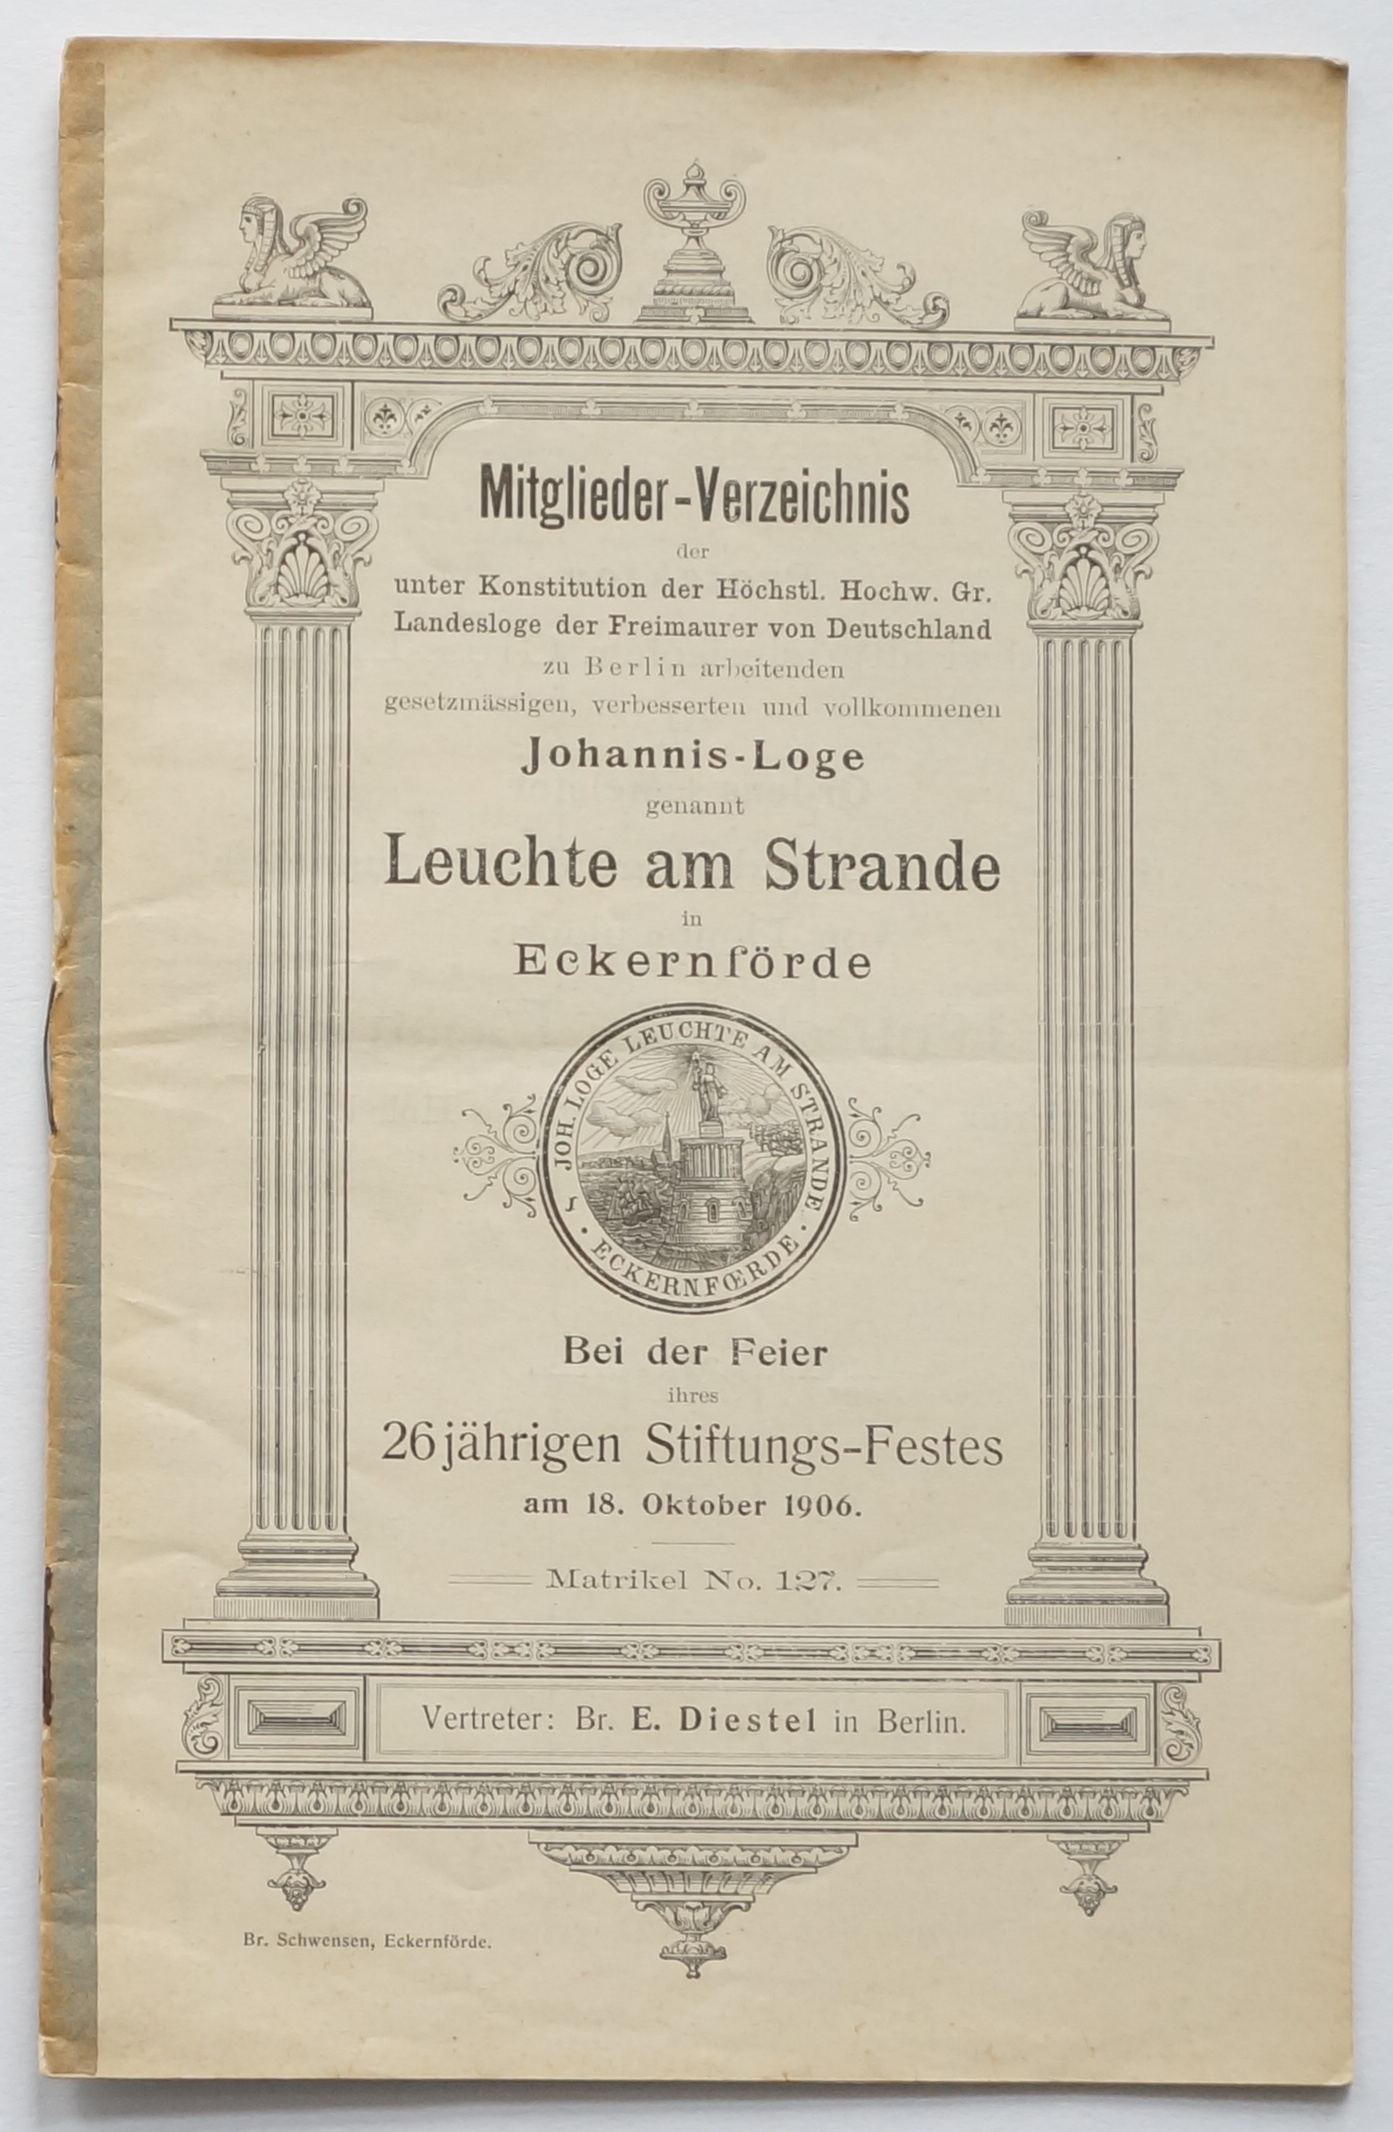 Mitglieder-Verzeichnis
der
unter Konstitution der Höchstl. Hochw. Gr.
Landesloge der Freimaurer von Deutschland
zu Berlin arbeitenden
gesetzmässigen, verbesserten und vollkommenen
Johannis-Loge
genannt
Leuchte am Strande
in
Eckernförde
JOH. LOGE LEUCHTE AM STRANDE
· ECKERNFŒRDE ·
Bei der Feier
ihres
26jährigen Stiftungs-Festes
am 18. Oktober 1906.
Matrikel No. 127.
Vertreter: Br. E. Diestel in Berlin.
Br. Schwensen, Eckernförde.